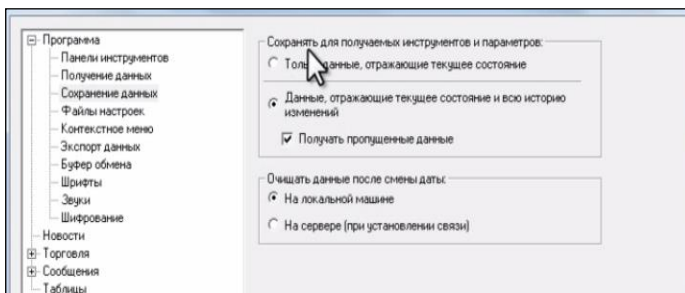 Программа
Панели инструментов
Получение данных
Сохранение данных
Файлы настроек
Контекстное меню
Экспорт данных
Буфер обмена
Шрифты
Звуки
Шифрование
Новости
Торговля
Сообщения
Таблицы
Сохранять для получаемых инструментов и параметров:
данные, отражающие текущее состояние
Данные, отражающие текущее состояние и всю историю
изменений
Получать пропущенные данные
Очищать данные после смены даты:
На локальной машине
На сервере (при установлении связи)